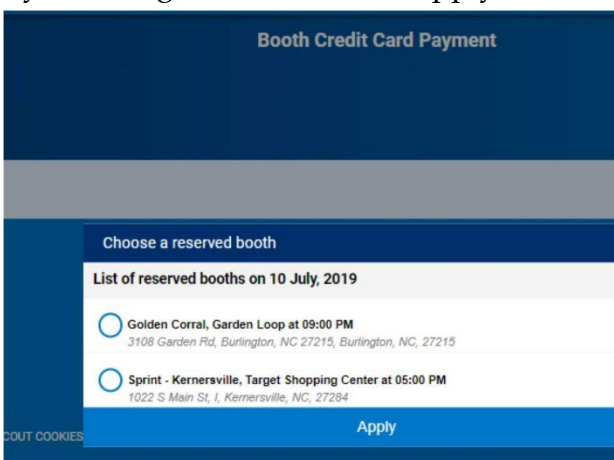 Booth Credit Card Payment
Choose a reserved booth
List of reserved booths on 10 July, 2019
Golden Corral, Garden Loop at 09:00 PM
3108 Garden Rd, Burlington, NC 27215, Burlington, NC, 27215
Sprint - Kernersville, Target Shopping Center at 05:00 PM
1022 S Main St, I, Kernersville, NC, 27284
Apply
COUT COOKIES